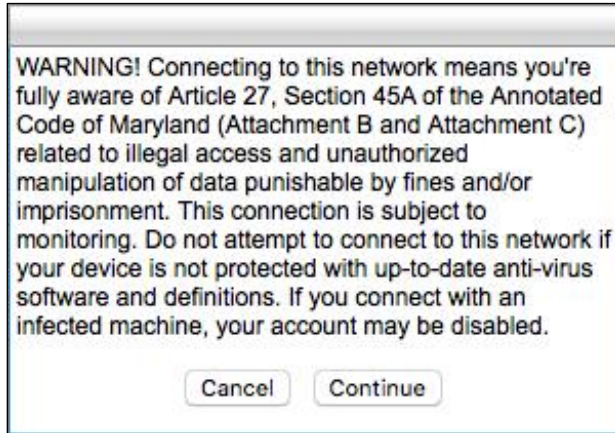 WARNING! Connecting to this network means you're
fully aware of Article 27, Section 45A of the Annotated
Code of Maryland (Attachment B and Attachment C)
related to illegal access and unauthorized
manipulation of data punishable by fines and/or
imprisonment. This connection is subject to
monitoring. Do not attempt to connect to this network if
your device is not protected with up-to-date anti-virus
software and definitions. If you connect with an
infected machine, your account may be disabled.
Cancel Continue